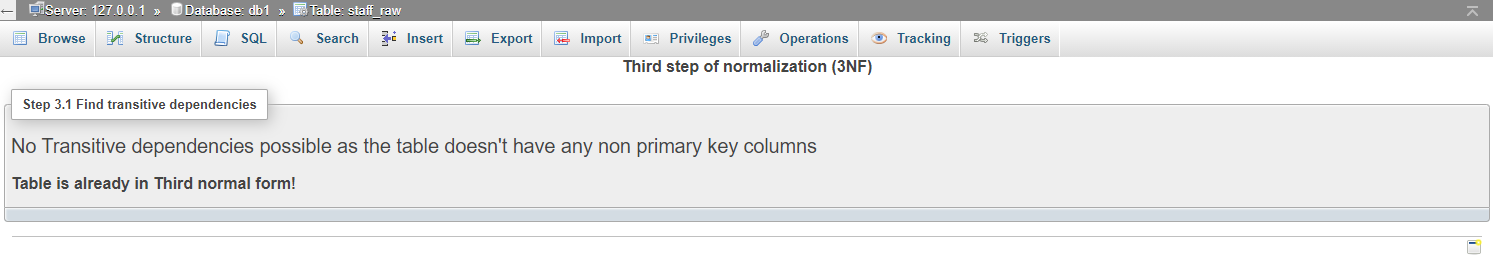 Server: 127.0.0.1 » Database: db1 » Table: staff_raw
Browse Structure SQL Search Insert Export Import Privileges Operations Tracking Triggers
Third step of normalization (3NF)
Step 3.1 Find transitive dependencies
No Transitive dependencies possible as the table doesn't have any non primary key columns
Table is already in Third normal form!